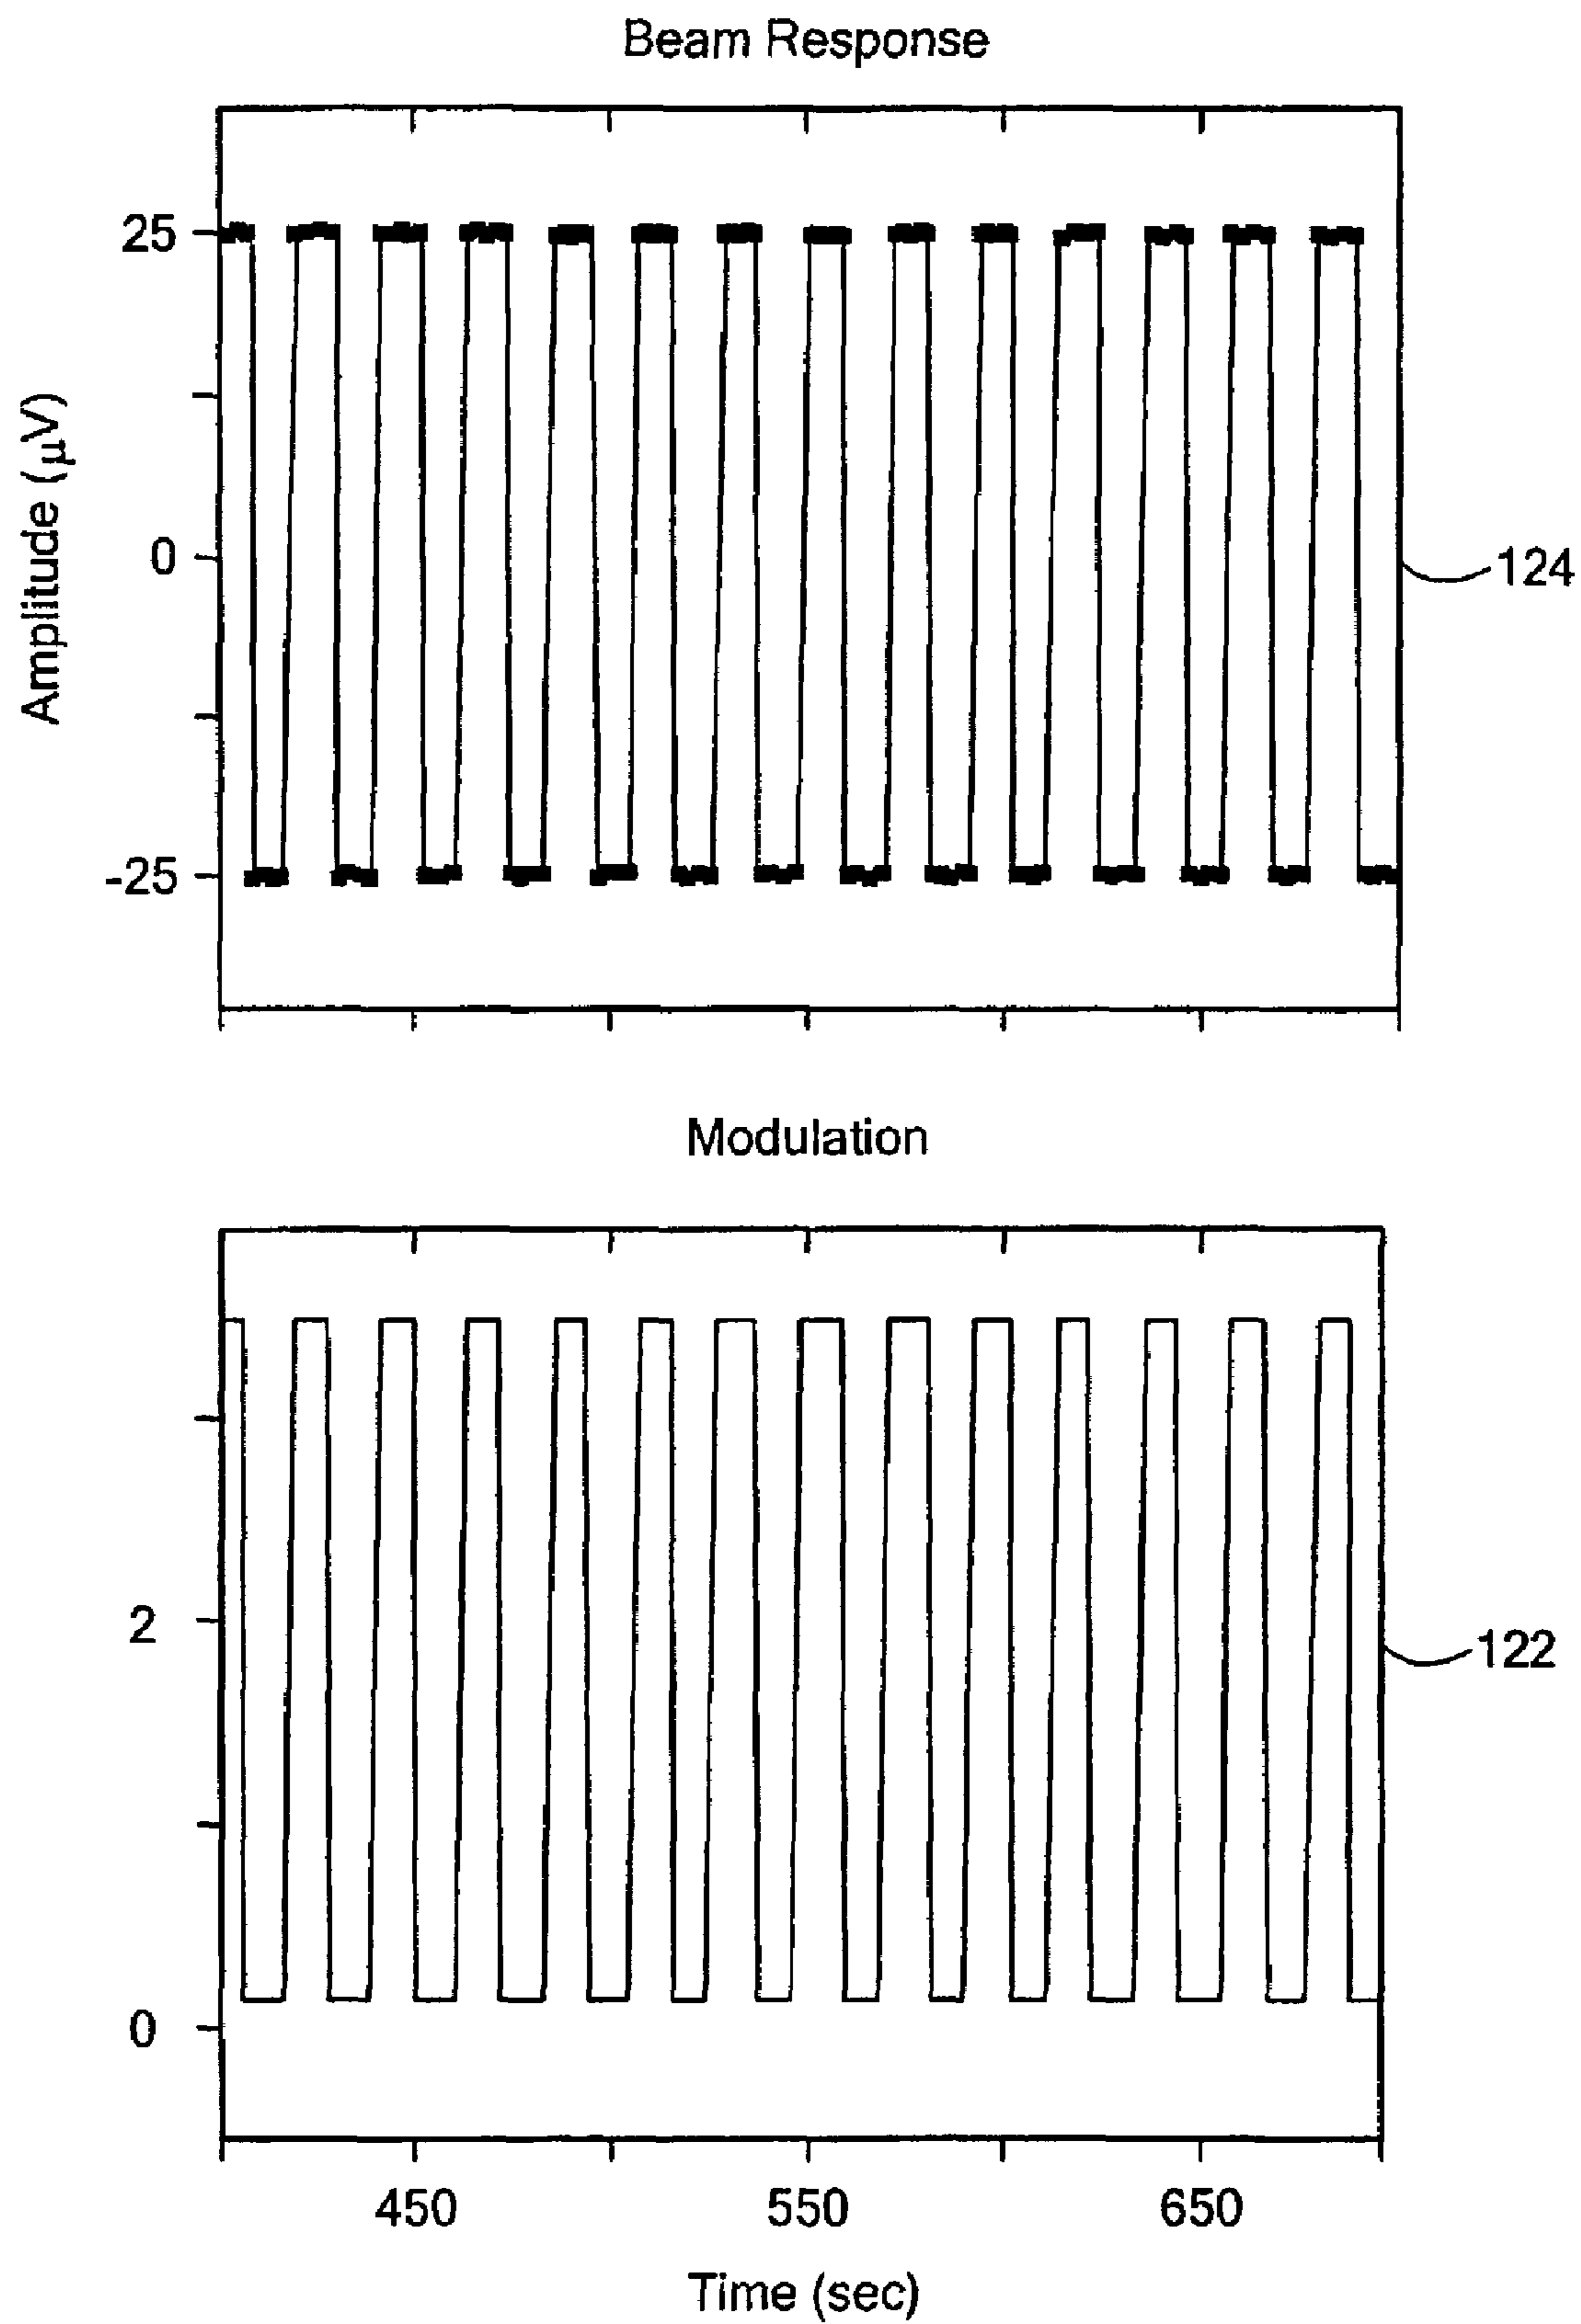 Beam Response
25
0
-25
Amplitude (μV)
124
Modulation
2
0
122
450 550 650
Time (sec)